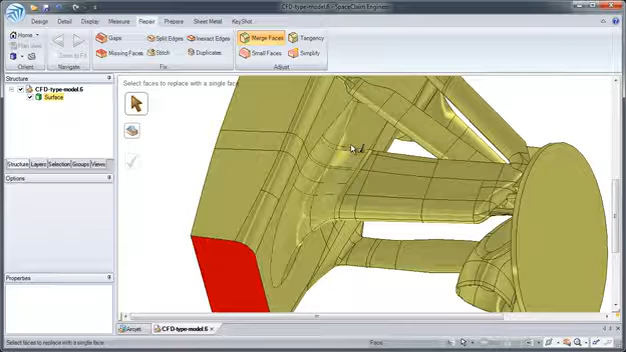 CFD-type-model.6 - SpaceClaim Engineer
Design Detail Display Measure Repair Prepare Sheet Metal KeyShot
Home Gaps Split Edges Inexact Edges Merge Faces Tangency
Plan View Missing Faces Stitch Duplicates Small Faces Simplify
Zoom to Fit
Orient Navigate Fix Adjust
Structure
CFD-type-model.6
Surface
Structure Layers Selection Groups Views
Options
Properties
Select faces to replace with a single face
CFD-type-model.6
Select faces to replace with a single face Face